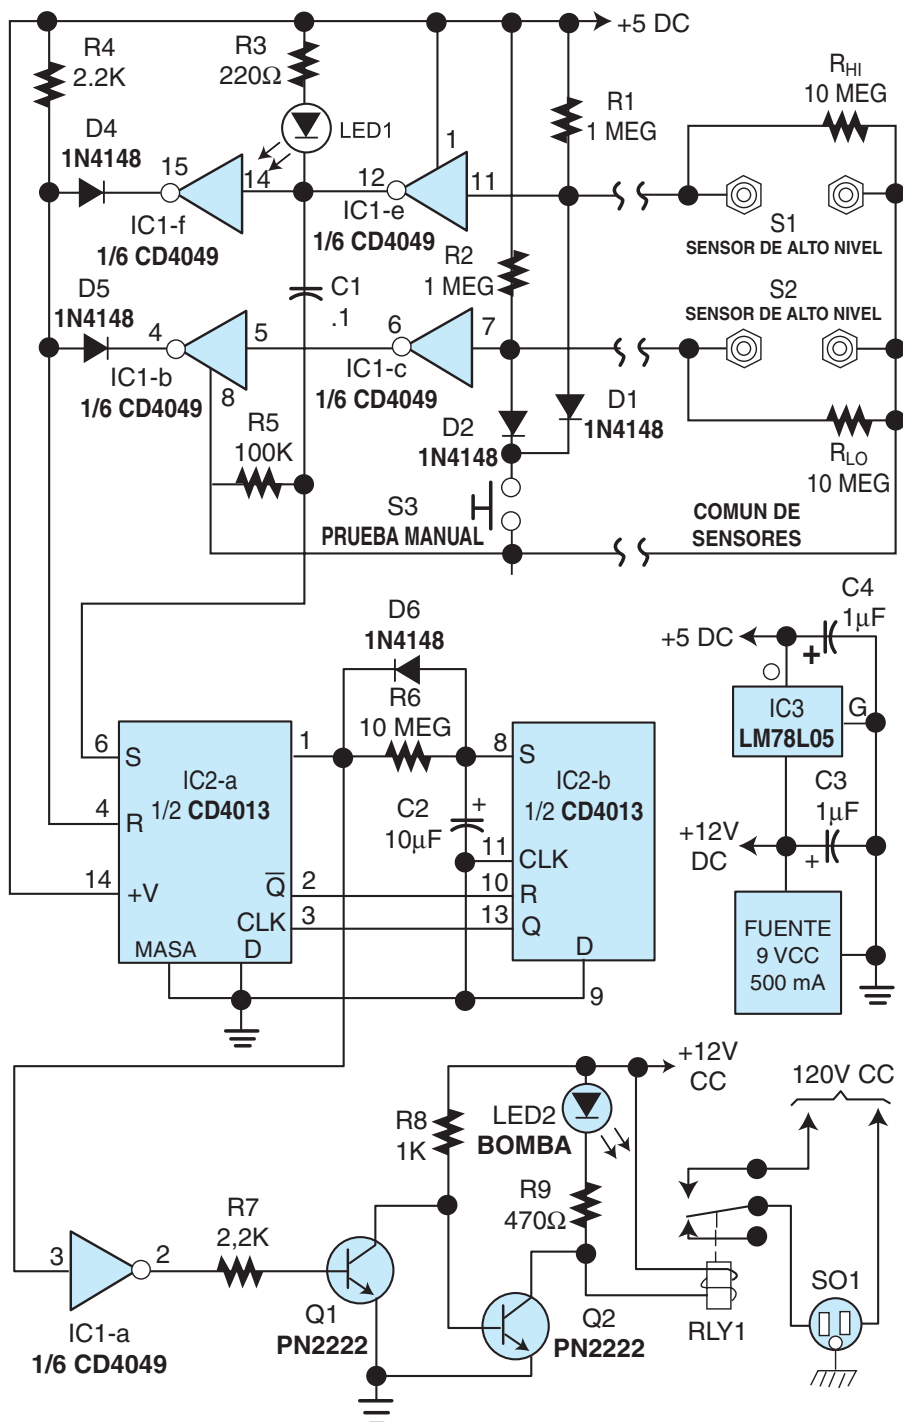 +5 DC
R4
2.2K
R3
220Ω
LED1
R1
1 MEG
RHI
10 MEG
D4
1N4148
15
14
IC1-f
1/6 CD4049
1
12
11
IC1-e
1/6 CD4049
S1
SENSOR DE ALTO NIVEL
R2
1 MEG
S2
SENSOR DE ALTO NIVEL
D5
1N4148
4
5
8
IC1-b
1/6 CD4049
C1
.1
6
7
IC1-c
1/6 CD4049
R5
100K
D2
1N4148
D1
1N4148
RLO
10 MEG
S3
PRUEBA MANUAL
COMUN DE
SENSORES
D6
1N4148
R6
10 MEG
C4
1µF
+5 DC
+
IC3
LM78L05
G
6
S
4
R
14
+V
IC2-a
1/2 CD4013
1
Q
2
CLK
3
MASA
D
C2
10µF
+
8
S
IC2-b
1/2 CD4013
11
CLK
10
R
13
Q
D
9
C3
1µF
+12V
DC
+
FUENTE
9 VCC
500 mA
+12V
CC
120V CC
R8
1K
LED2
BOMBA
R9
470Ω
R7
2,2K
3
2
IC1-a
1/6 CD4049
Q1
PN2222
Q2
PN2222
RLY1
SO1